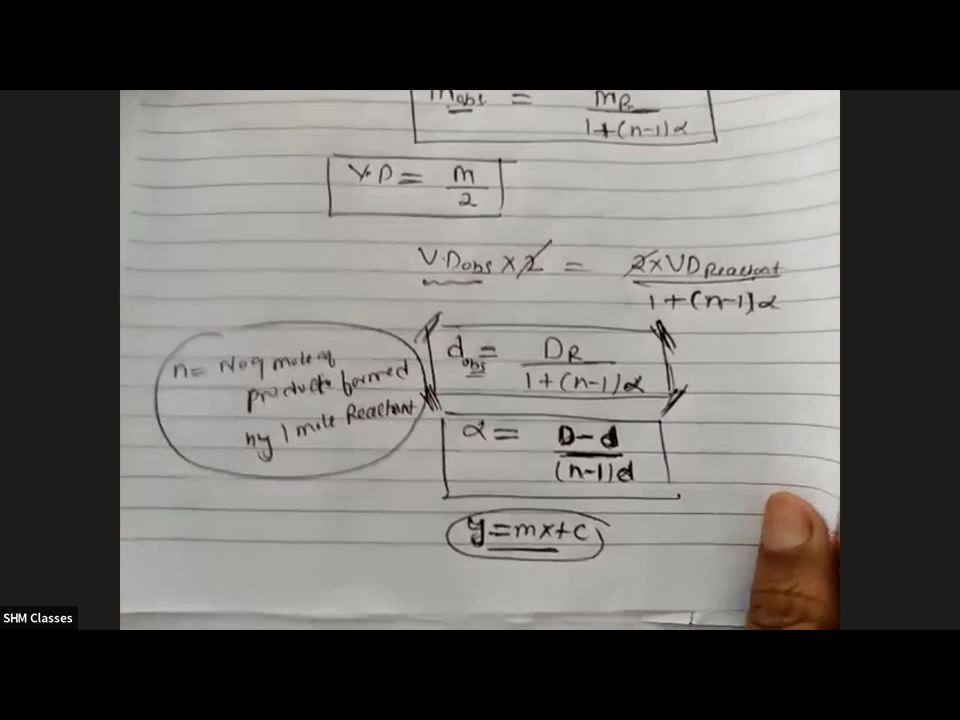 Mobs = MR / 1+(n-1)α
V.D = M / 2
V.Dobs × 2 = 2×VDReactant / 1+(n-1)α
dobs = DR / 1+(n-1)α
n= No of mole of
products formed
by 1 mole Reactant
α = D-d / (n-1)d
y=mx+c
SHM Classes